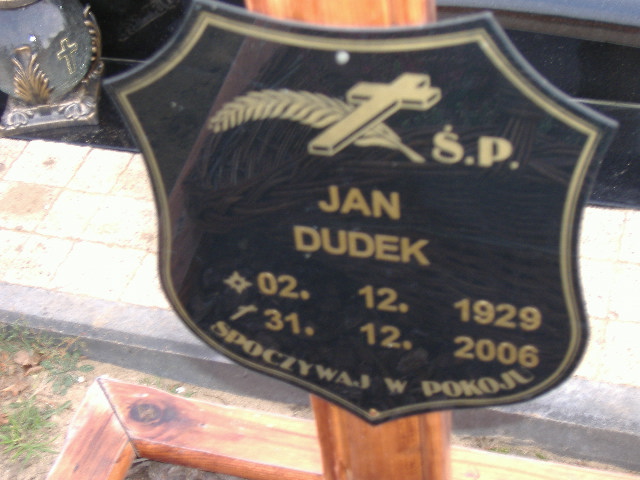 Ś.P.
JAN
DUDEK
02. 12. 1929
31. 12. 2006
SPOCZYWAJ W POKOJU